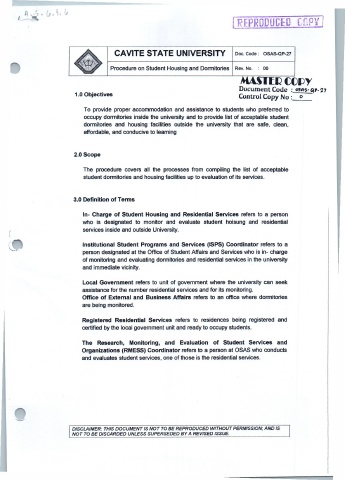 A.5.4.3.4
REPRODUCED COPY
CAVITE STATE UNIVERSITY Doc. Code : OSAS-QP-27
Procedure on Student Housing and Dormitories Rev. No. : 00
MASTER COPY
Document Code : OSAS-QP-27
Control Copy No : 0
1.0 Objectives
To provide proper accommodation and assistance to students who preferred to
occupy dormitories inside the university and to provide list of acceptable student
dormitories and housing facilities outside the university that are safe, clean,
affordable, and conducive to learning
2.0 Scope
The procedure covers all the processes from compiling the list of acceptable
student dormitories and housing facilities up to evaluation of its services.
3.0 Definition of Terms
In- Charge of Student Housing and Residential Services refers to a person
who is designated to monitor and evaluate student hoisung and residential
services inside and outside University.
Institutional Student Programs and Services (ISPS) Coordinator refers to a
person designated at the Office of Student Affairs and Services who is in- charge
of monitoring and evaluating dormitories and residential services in the university
and immediate vicinity.
Local Government refers to unit of government where the university can seek
assistance for the number residential services and for its monitoring.
Office of External and Business Affairs refers to an office where dormitories
are being monitored.
Registered Residential Services refers to residences being registered and
certified by the local government unit and ready to occupy students.
The Research, Monitoring, and Evaluation of Student Services and
Organizations (RMESS) Coordinator refers to a person at OSAS who conducts
and evaluates student services, one of those is the residential services.
DISCLAIMER: THIS DOCUMENT IS NOT TO BE REPRODUCED WITHOUT PERMISSION, AND IS
NOT TO BE DISCARDED UNLESS SUPERSEDED BY A REVISED ISSUE.